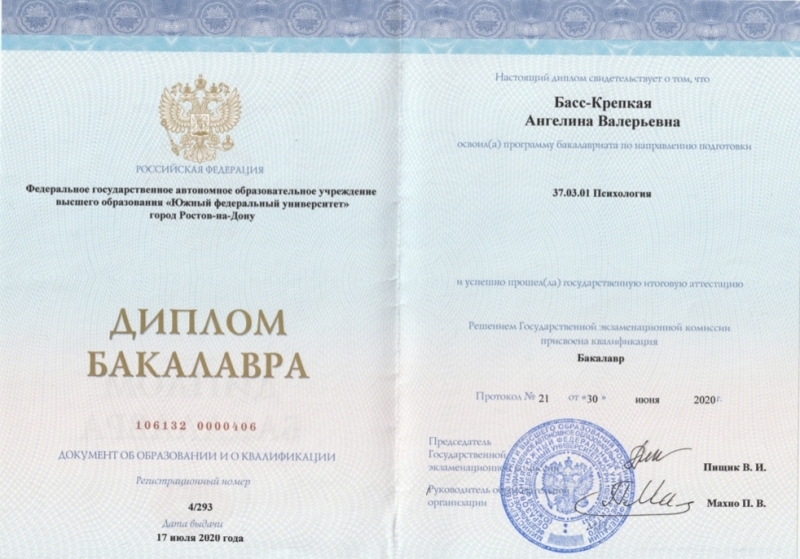 РОССИЙСКАЯ ФЕДЕРАЦИЯ
Федеральное государственное автономное образовательное учреждение
высшего образования «Южный федеральный университет»
город Ростов-на-Дону
ДИПЛОМ
БАКАЛАВРА
106132 0000406
ДОКУМЕНТ ОБ ОБРАЗОВАНИИ И О КВАЛИФИКАЦИИ
Регистрационный номер
4/293
Дата выдачи
17 июля 2020 года
Настоящий диплом свидетельствует о том, что
Басс-Крепкая
Ангелина Валерьевна
освоил(а) программу бакалавриата по направлению подготовки
37.03.01 Психология
и успешно прошел(ла) государственную итоговую аттестацию
Решением Государственной экзаменационной комиссии
присвоена квалификация
Бакалавр
Протокол № 21 от «30 » июня 2020 г.
Председатель
Государственной
экзаменационной
Пищик В. И.
Руководитель
организации
Махно П. В.